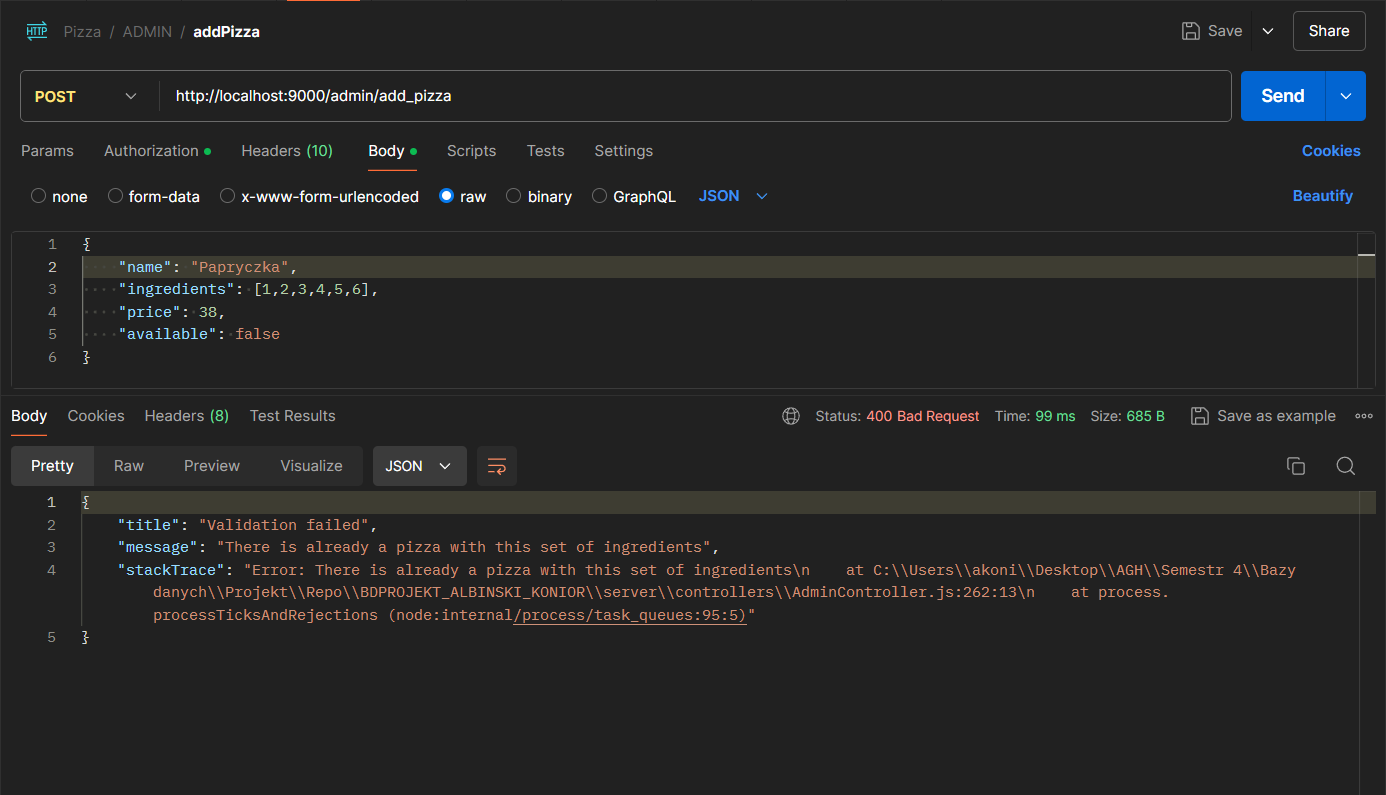 HTTP Pizza / ADMIN / addPizza Save Share
POST http://localhost:9000/admin/add_pizza Send
Params Authorization Headers (10) Body Scripts Tests Settings Cookies
none form-data x-www-form-urlencoded raw binary GraphQL JSON Beautify
1 {
2 "name": "Papryczka",
3 "ingredients": [1,2,3,4,5,6],
4 "price": 38,
5 "available": false
6 }
Body Cookies Headers (8) Test Results Status: 400 Bad Request Time: 99 ms Size: 685 B Save as example
Pretty Raw Preview Visualize JSON
1 {
2 "title": "Validation failed",
3 "message": "There is already a pizza with this set of ingredients",
4 "stackTrace": "Error: There is already a pizza with this set of ingredients\n    at C:\\Users\\akoni\\Desktop\\AGH\\Semestr 4\\Bazy
danych\\Projekt\\Repo\\BDPROJEKT_ALBINSKI_KONIOR\\server\\controllers\\AdminController.js:262:13\n    at process.
processTicksAndRejections (node:internal/process/task_queues:95:5)"
5 }